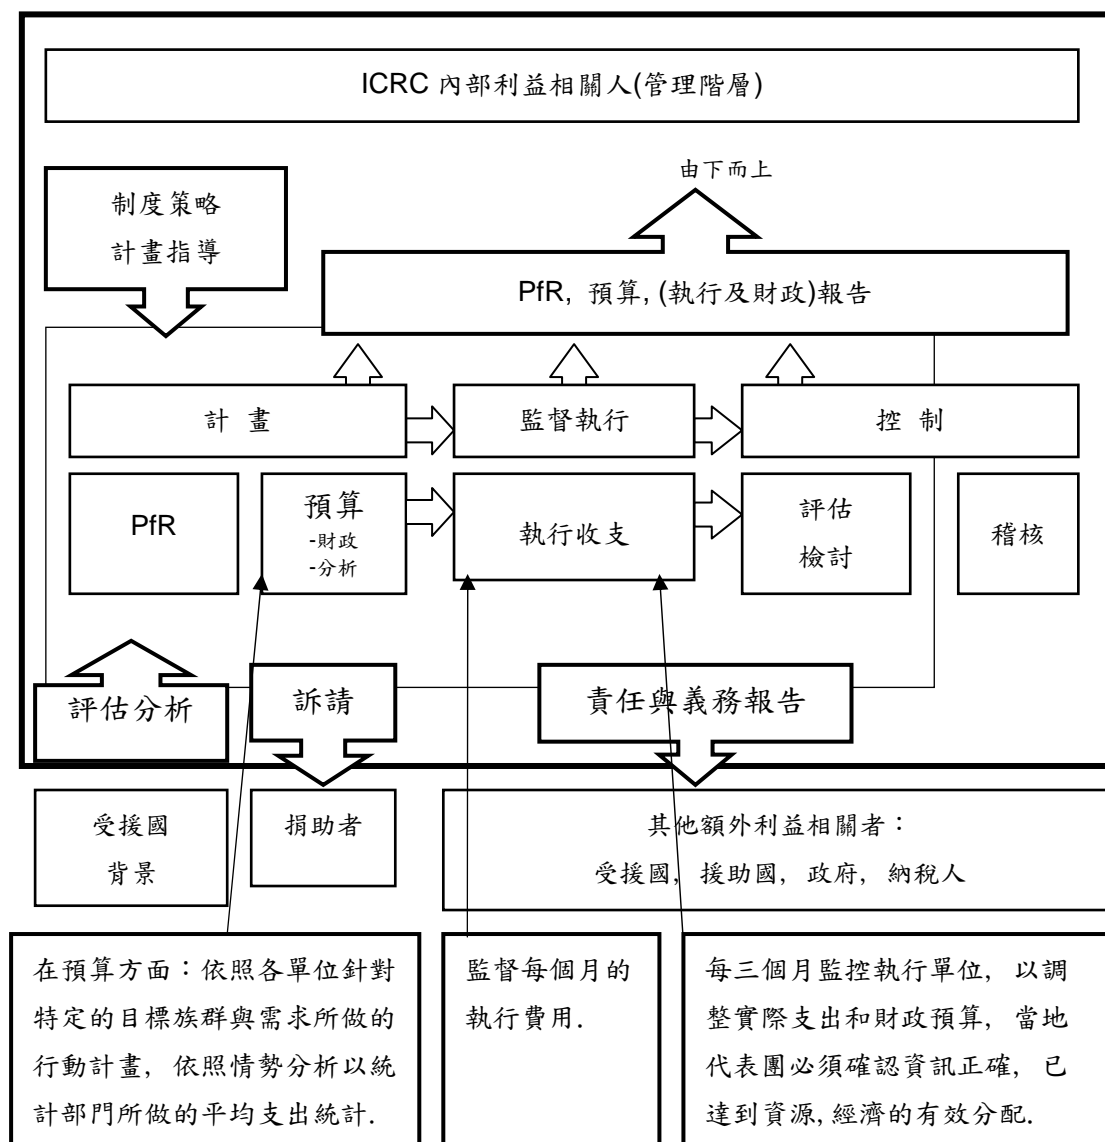 ICRC 內部利益相關人(管理階層)
由下而上
制度策略
計畫指導
PfR, 預算, (執行及財政)報告
計 畫
監督執行
控 制
PfR
預算
-財政
-分析
執行收支
評估
檢討
稽核
評估分析
訴請
責任與義務報告
受援國
背景
捐助者
其他額外利益相關者：
受援國, 援助國, 政府, 納稅人
在預算方面：依照各單位針對
特定的目標族群與需求所做的
行動計畫, 依照情勢分析以統
計部門所做的平均支出統計.
監督每個月的
執行費用.
每三個月監控執行單位, 以調
整實際支出和財政預算, 當地
代表團必須確認資訊正確, 已
達到資源,經濟的有效分配.